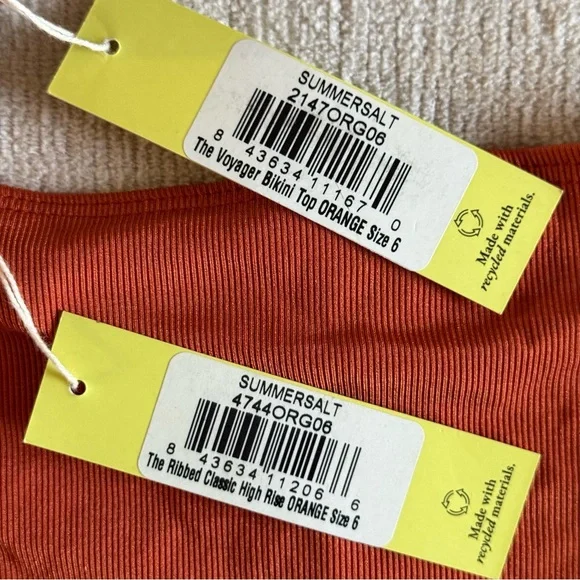 SUMMERSALT
2147ORG06
8 43634 11167 0
The Voyager Bikini Top ORANGE Size 6
Made with
recycled materials.
SUMMERSALT
4744ORG06
8 43634 11206 6
The Ribbed Classic High Rise ORANGE Size 6
Made with
recycled materials.